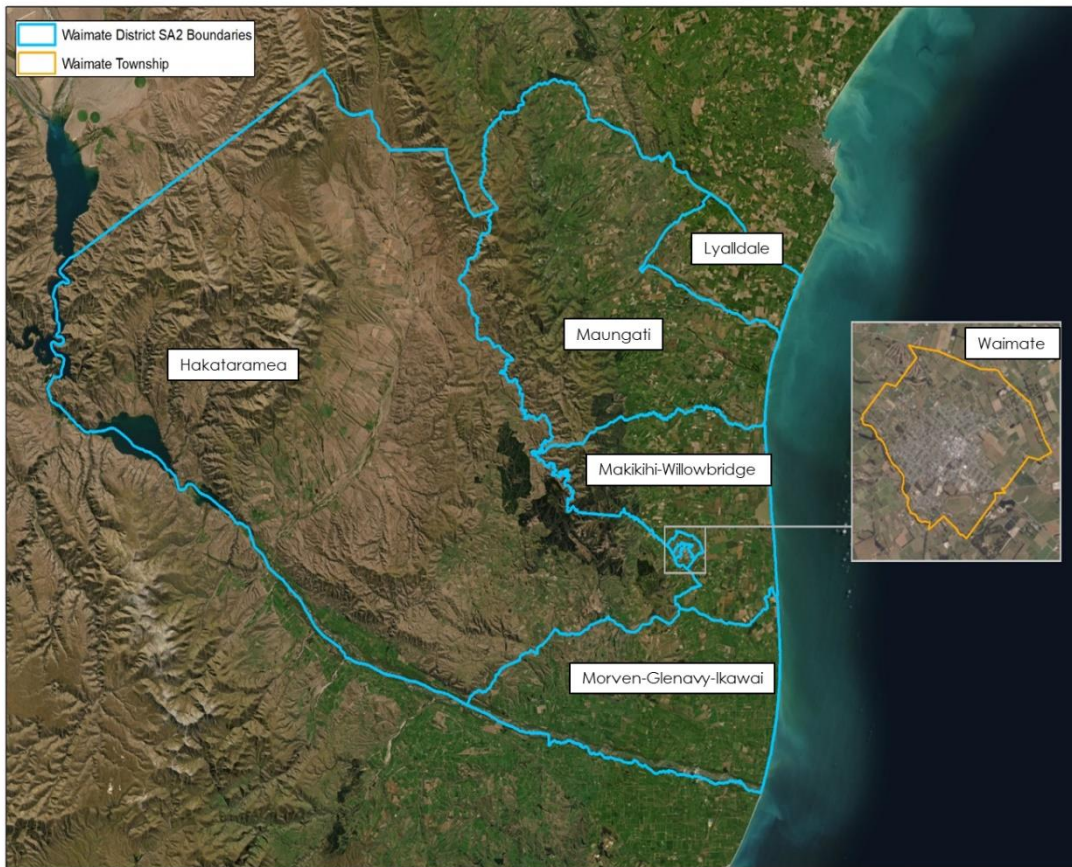 Waimate District SA2 Boundaries
Waimate Township
Lyalldale
Maungati
Waimate
Hakataramea
Makikihi-Willowbridge
Morven-Glenavy-Ikawai